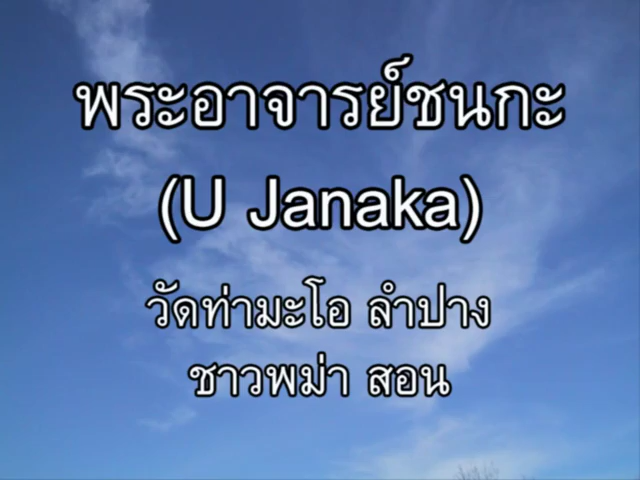 พระอาจารย์ชนกะ
(U Janaka)
วัดท่ามะโอ ลำปาง
ชาวพม่า สอน